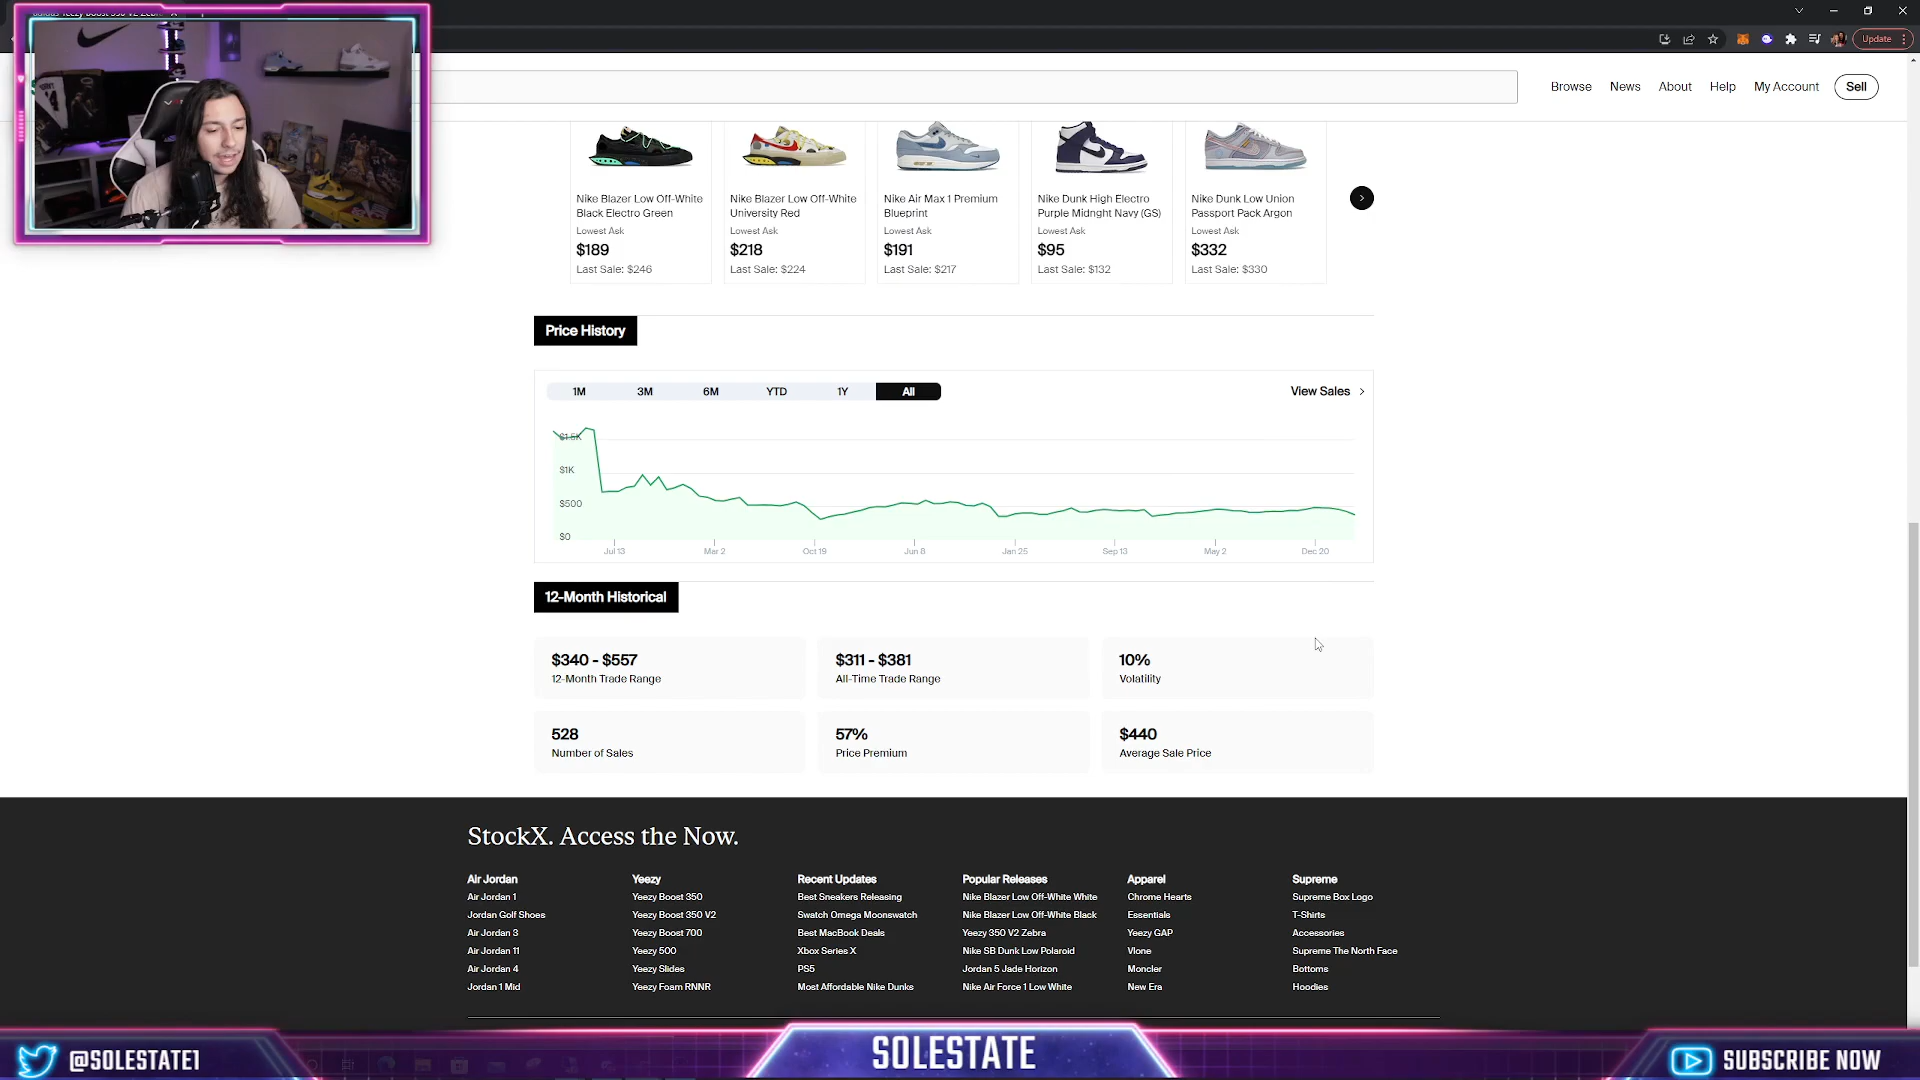 Update
Browse
News
About
Help
My Account
Sell
Nike Blazer Low Off-White
Black Electro Green
Lowest Ask
$189
Last Sale: $246
Nike Blazer Low Off-White
University Red
Lowest Ask
$218
Last Sale: $224
Nike Air Max 1 Premium
Blueprint
Lowest Ask
$191
Last Sale: $217
Nike Dunk High Electro
Purple Midnght Navy (GS)
Lowest Ask
$95
Last Sale: $132
Nike Dunk Low Union
Passport Pack Argon
Lowest Ask
$332
Last Sale: $330
Price History
1M
3M
6M
YTD
1Y
All
View Sales
$1.5K
$1K
$500
$0
Jul 13
Mar 2
Oct 19
Jun 8
Jan 25
Sep 13
May 2
Dec 20
12-Month Historical
$340 - $557
12-Month Trade Range
$311 - $381
All-Time Trade Range
10%
Volatility
528
Number of Sales
57%
Price Premium
$440
Average Sale Price
StockX. Access the Now.
Air Jordan
Air Jordan 1
Jordan Golf Shoes
Air Jordan 3
Air Jordan 11
Air Jordan 4
Jordan 1 Mid
Yeezy
Yeezy Boost 350
Yeezy Boost 350 V2
Yeezy Boost 700
Yeezy 500
Yeezy Slides
Yeezy Foam RNNR
Recent Updates
Best Sneakers Releasing
Swatch Omega Moonswatch
Best MacBook Deals
Xbox Series X
PS5
Most Affordable Nike Dunks
Popular Releases
Nike Blazer Low Off-White White
Nike Blazer Low Off-White Black
Yeezy 350 V2 Zebra
Nike SB Dunk Low Polaroid
Jordan 5 Jade Horizon
Nike Air Force 1 Low White
Apparel
Chrome Hearts
Essentials
Yeezy GAP
Vlone
Moncler
New Era
Supreme
Supreme Box Logo
T-Shirts
Accessories
Supreme The North Face
Bottoms
Hoodies
@SOLESTATE1
SOLESTATE
SUBSCRIBE NOW